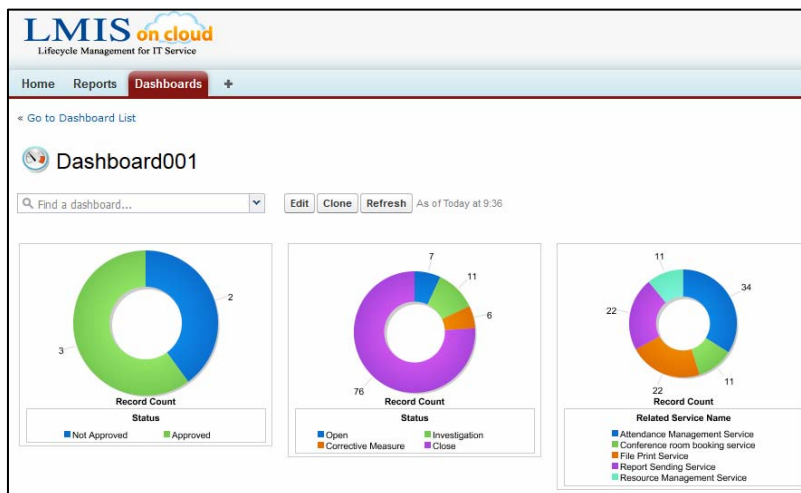 LMIS on cloud
Lifecycle Management for IT Service
Home Reports Dashboards +
« Go to Dashboard List
Dashboard001
Find a dashboard... Edit Clone Refresh As of Today at 9:36
2
3
Record Count
Status
Not Approved Approved
7
11
6
76
Record Count
Status
Open Investigation
Corrective Measure Close
11
34
22
22
11
Record Count
Related Service Name
Attendance Management Service
Conference room booking service
File Print Service
Report Sending Service
Resource Management Service